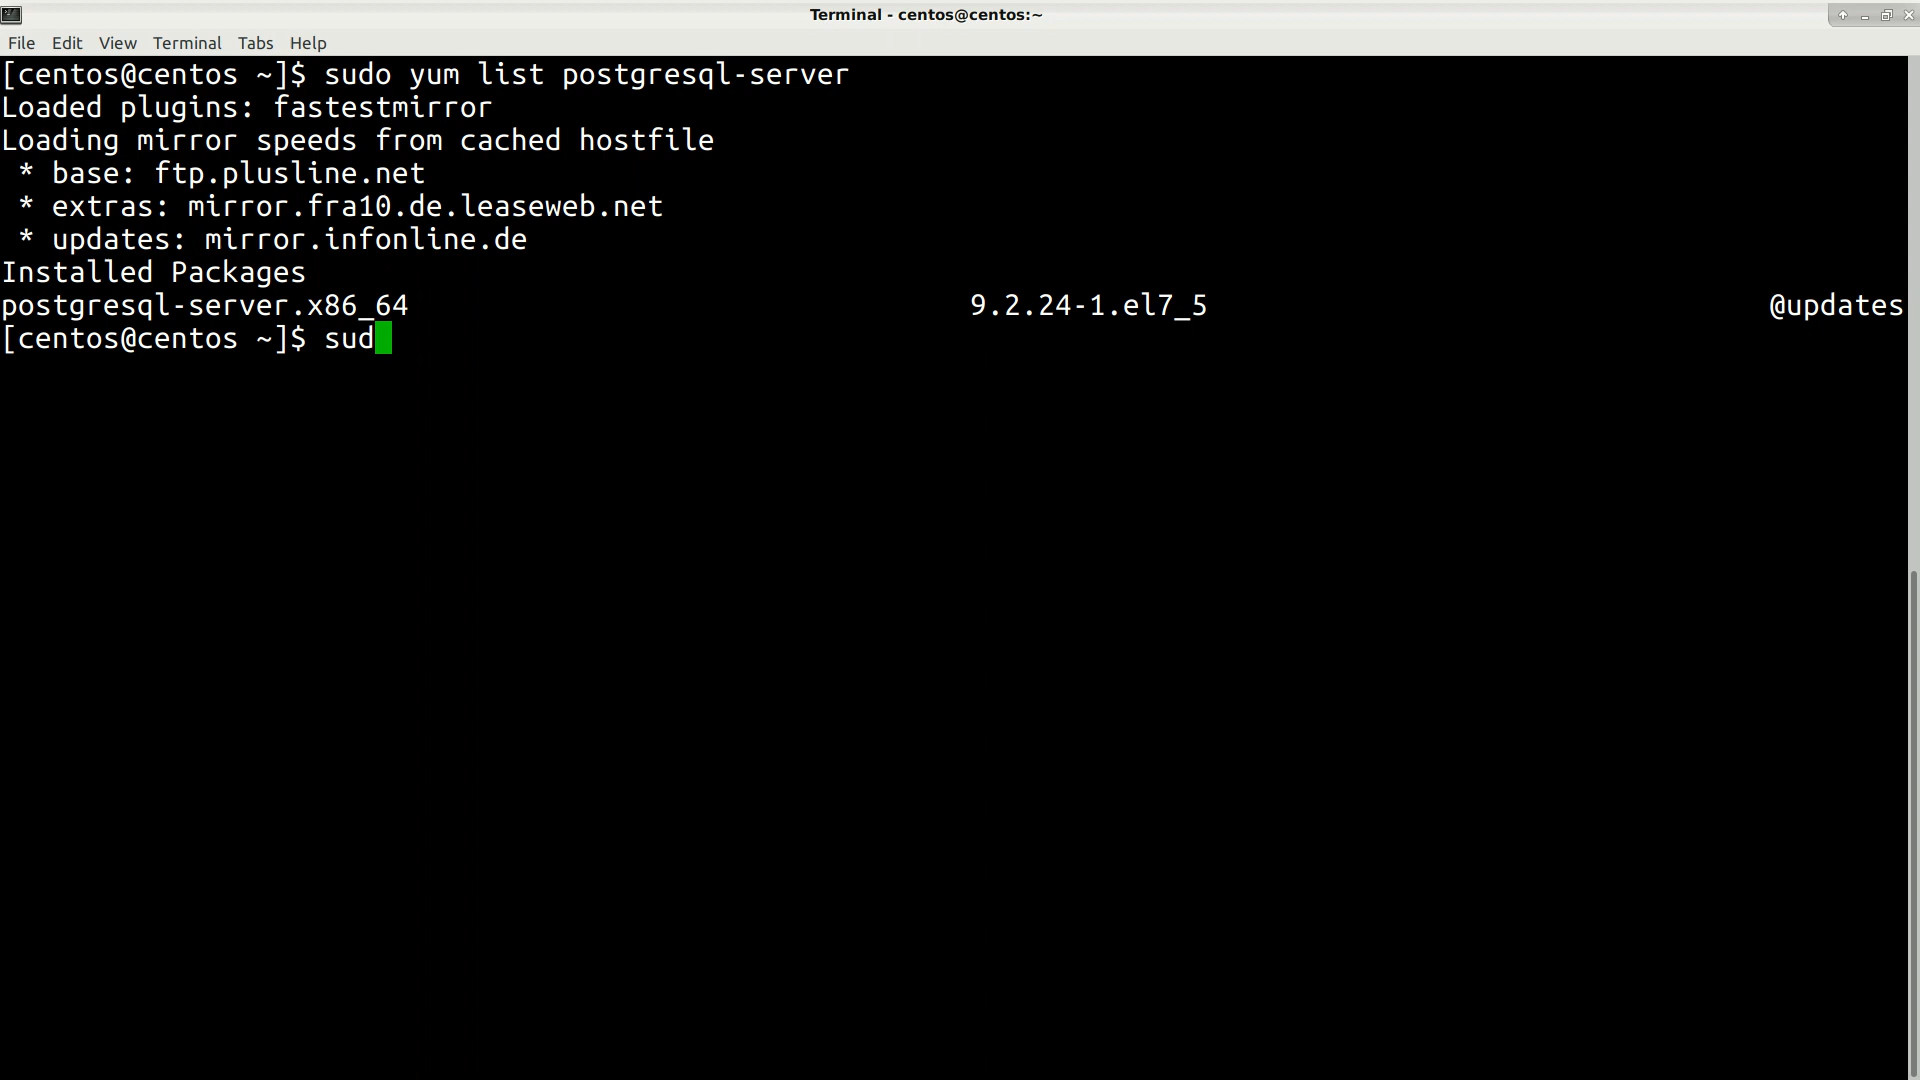 Terminal - centos@centos:~
File Edit View Terminal Tabs Help
[centos@centos ~]$ sudo yum list postgresql-server
Loaded plugins: fastestmirror
Loading mirror speeds from cached hostfile
 * base: ftp.plusline.net
 * extras: mirror.fra10.de.leaseweb.net
 * updates: mirror.infonline.de
Installed Packages
postgresql-server.x86_64 9.2.24-1.el7_5 @updates
[centos@centos ~]$ sud